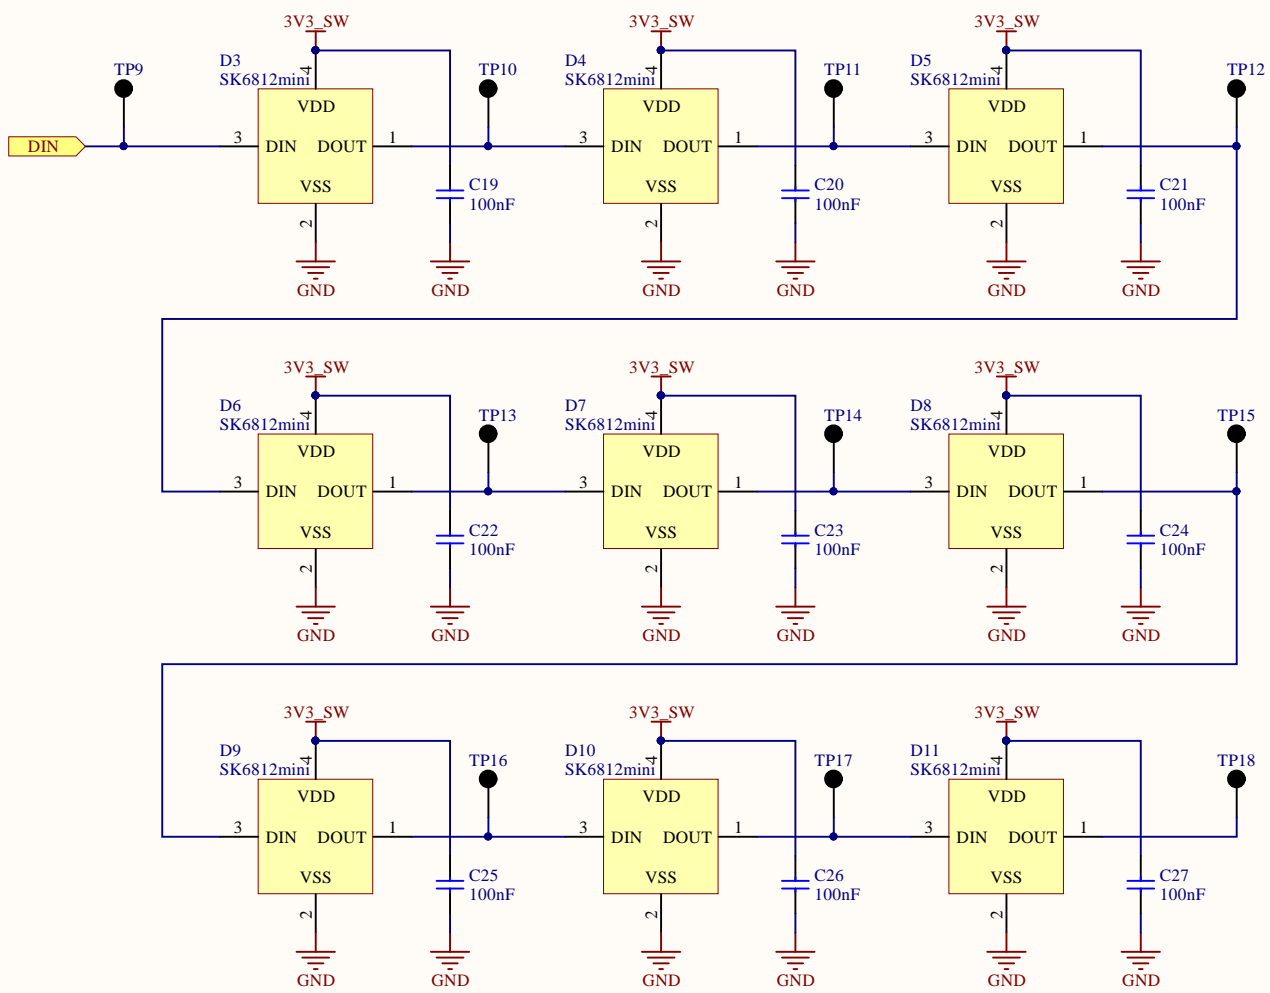 3V3_SW 3V3_SW 3V3_SW
D3 D4 D5
SK6812mini SK6812mini SK6812mini
4 4 4
TP9 TP10 TP11 TP12
VDD VDD VDD
DIN 3 DIN DOUT 1 3 DIN DOUT 1 3 DIN DOUT 1
VSS C19 VSS C20 VSS C21
100nF 100nF 100nF
2 2 2
GND GND GND GND GND GND
3V3_SW 3V3_SW 3V3_SW
D6 D7 D8
SK6812mini SK6812mini SK6812mini
4 4 4
TP13 TP14 TP15
VDD VDD VDD
3 DIN DOUT 1 3 DIN DOUT 1 3 DIN DOUT 1
VSS C22 VSS C23 VSS C24
100nF 100nF 100nF
2 2 2
GND GND GND GND GND GND
3V3_SW 3V3_SW 3V3_SW
D9 D10 D11
SK6812mini SK6812mini SK6812mini
4 4 4
TP16 TP17 TP18
VDD VDD VDD
3 DIN DOUT 1 3 DIN DOUT 1 3 DIN DOUT 1
VSS C25 VSS C26 VSS C27
100nF 100nF 100nF
2 2 2
GND GND GND GND GND GND